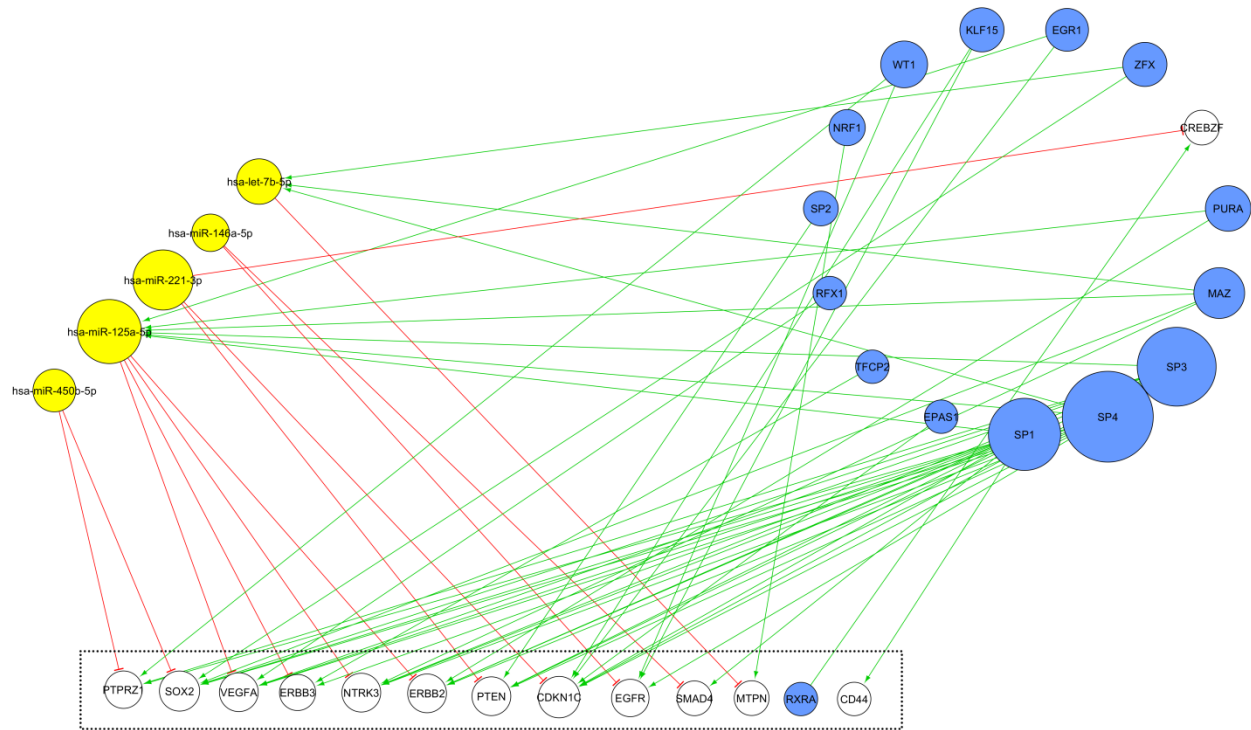 KLF15
EGR1
WT1
ZFX
NRF1
CREBZF
hsa-let-7b-5p
SP2
PURA
hsa-miR-146a-5p
hsa-miR-221-3p
RFX1
MAZ
hsa-miR-125a-5p
TFCP2
SP3
hsa-miR-450b-5p
EPAS1
SP4
SP1
PTPRZ1
SOX2
VEGFA
ERBB3
NTRK3
ERBB2
PTEN
CDKN1C
EGFR
SMAD4
MTPN
RXRA
CD44